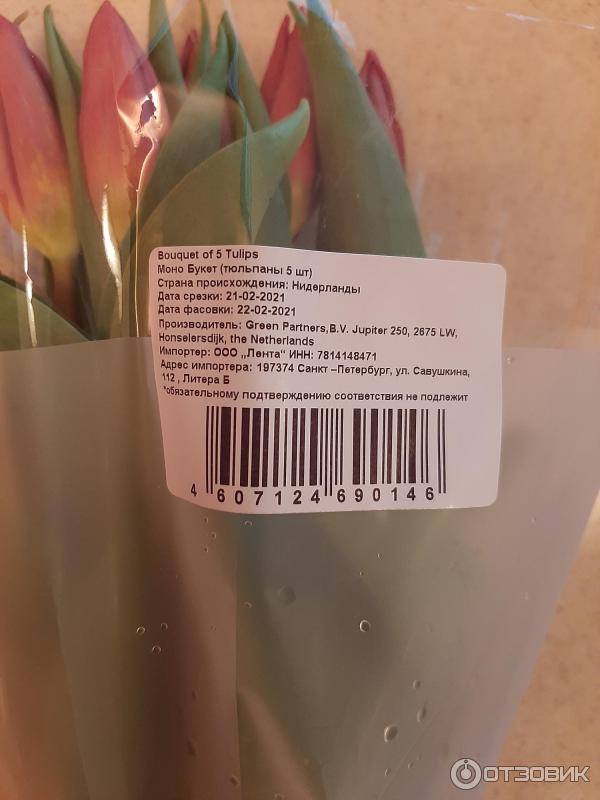 Bouquet of 5 Tulips
Моно Букет (тюльпаны 5 шт)
Страна происхождения: Нидерланды
Дата срезки: 21-02-2021
Дата фасовки: 22-02-2021
Производитель: Green Partners,B.V. Jupiter 250, 2675 LW,
Honselersdijk, the Netherlands
Импортер: ООО „Лента“ ИНН: 7814148471
Адрес импортера: 197374 Санкт –Петербург, ул. Савушкина,
112 , Литера Б
*обязательному подтверждению соответствия не подлежит
4 607124 690146
ОТЗОВИК